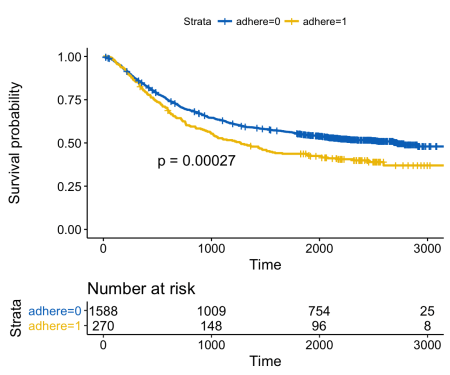 Strata adhere=0 adhere=1
1.00
0.75
0.50
0.25
0.00
Survival probability
p = 0.00027
0 1000 2000 3000
Time
Number at risk
Strata
adhere=0 1588 1009 754 25
adhere=1 270 148 96 8
0 1000 2000 3000
Time